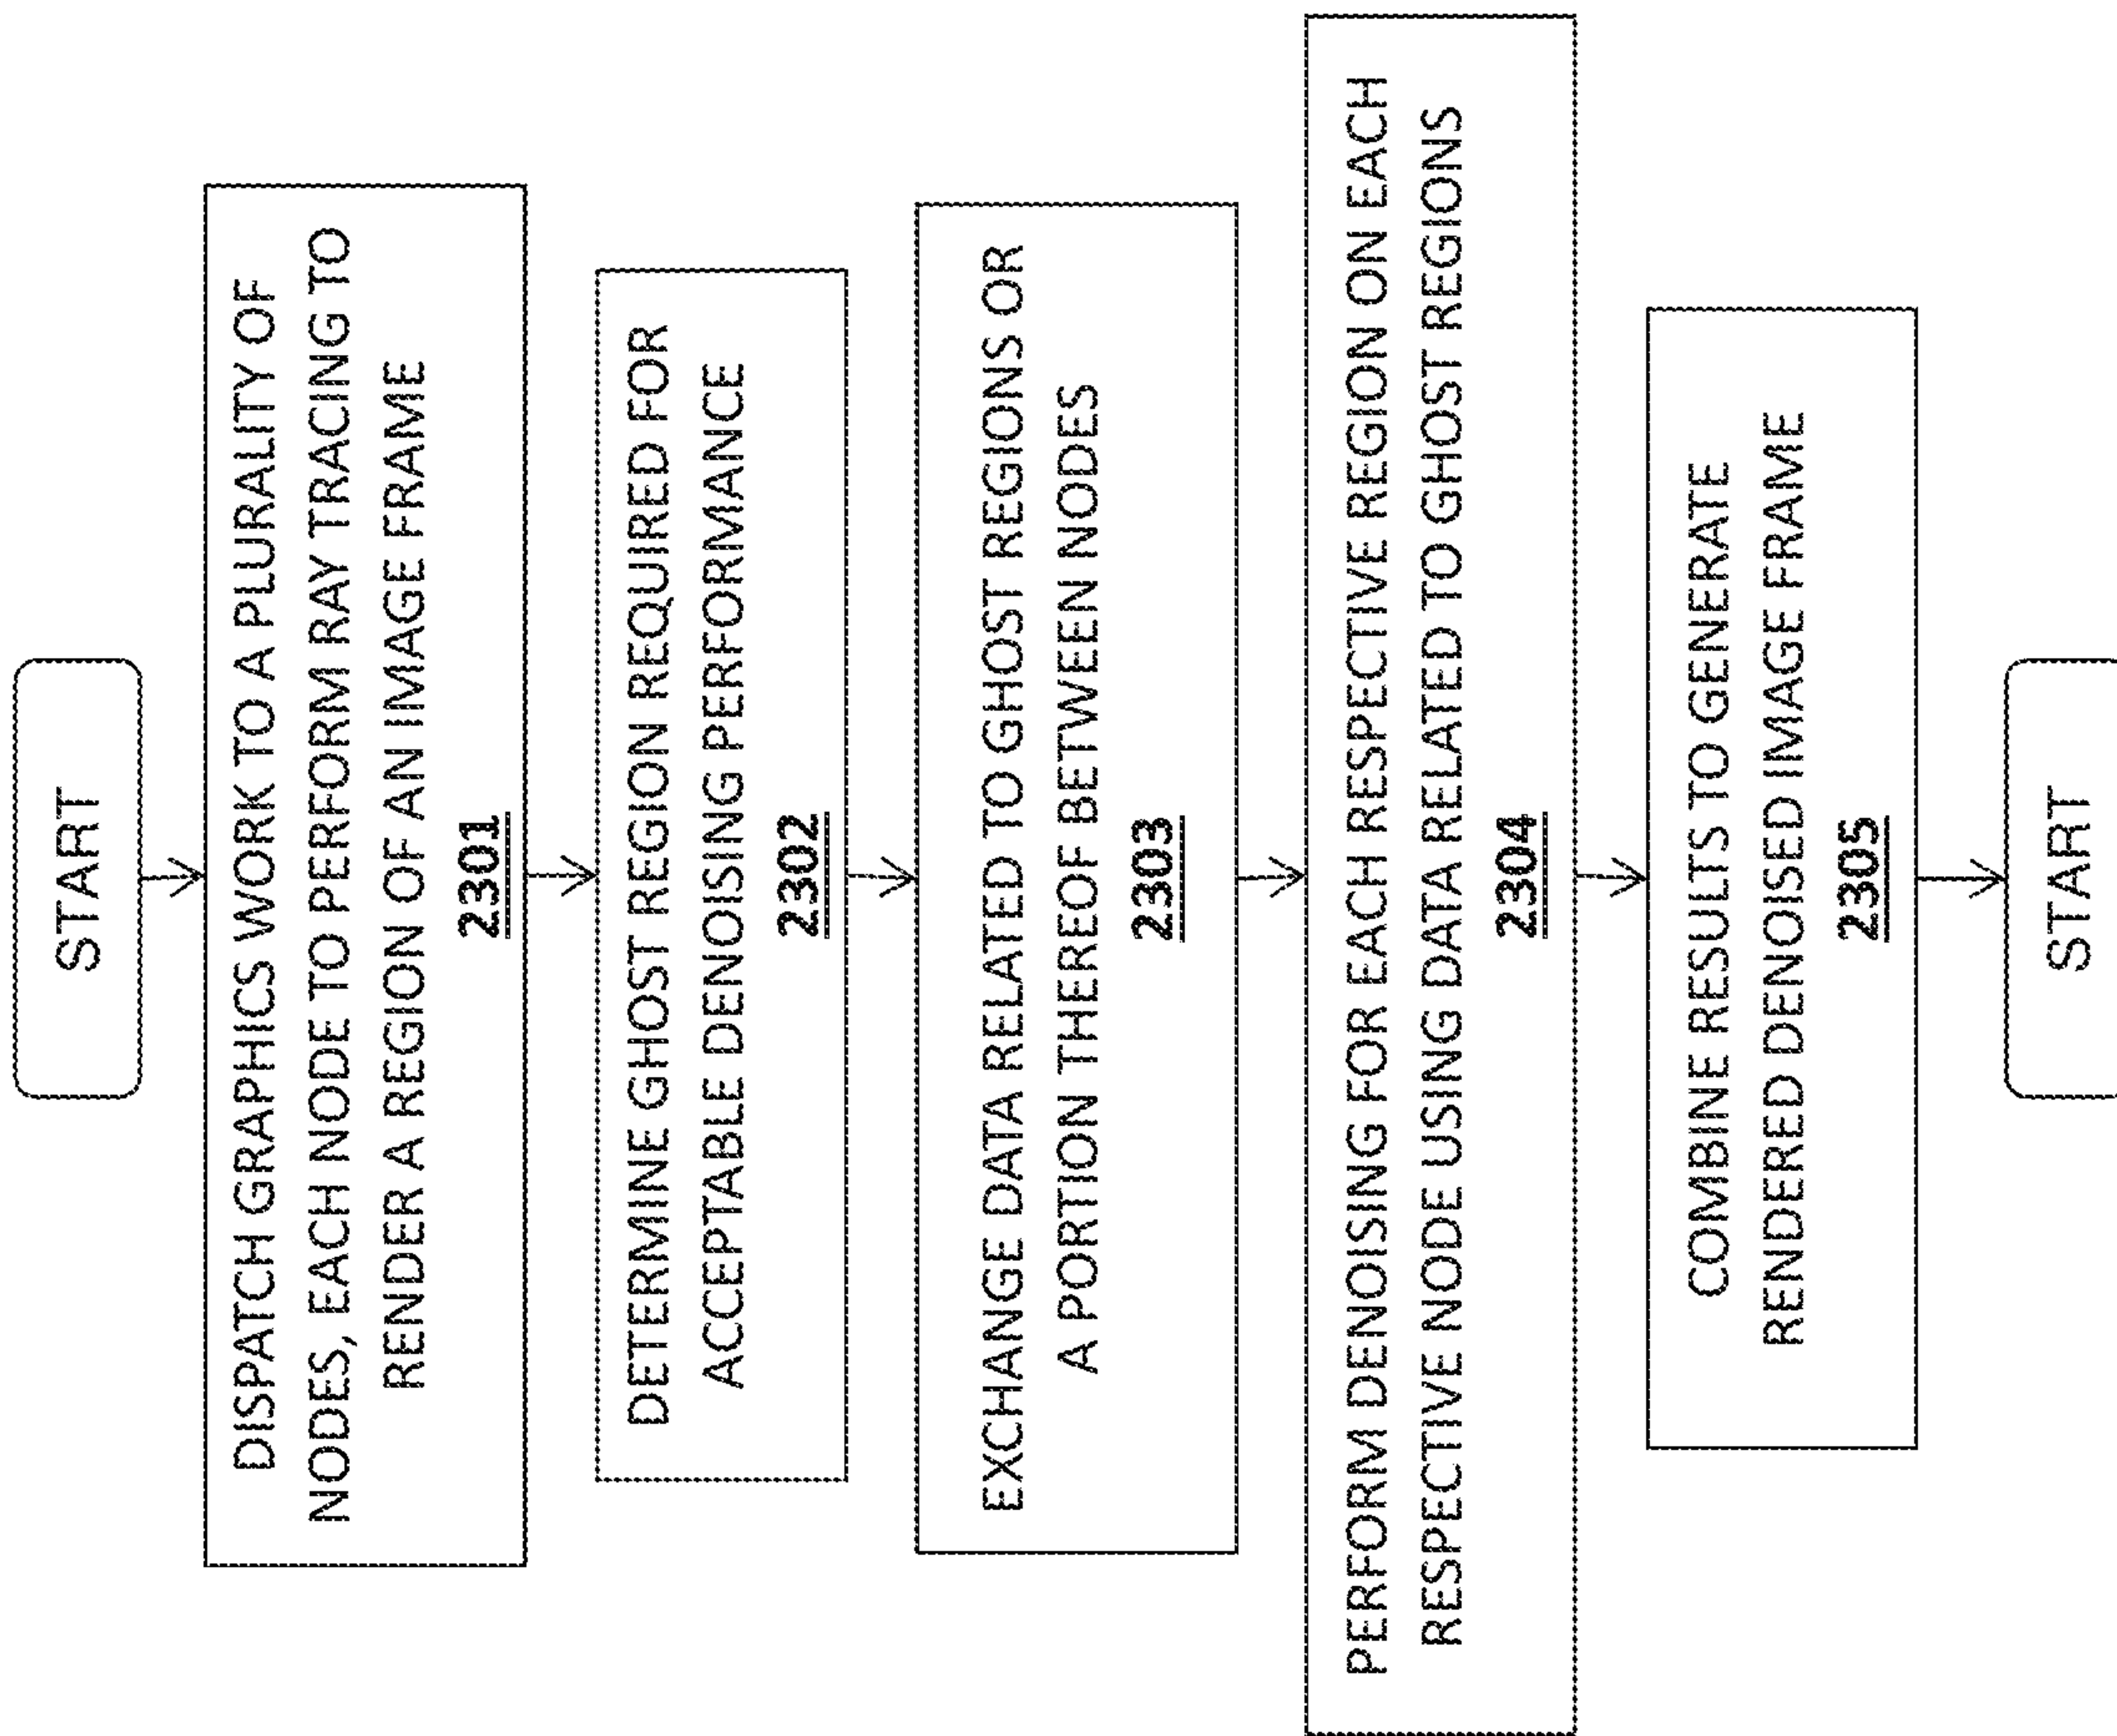 START
DISPATCH GRAPHICS WORK TO A PLURALITY OF
NODES, EACH NODE TO PERFORM RAY TRACING TO
RENDER A REGION OF AN IMAGE FRAME
2301
DETERMINE GHOST REGION REQUIRED FOR
ACCEPTABLE DENOISING PERFORMANCE
2302
EXCHANGE DATA RELATED TO GHOST REGIONS OR
A PORTION THEREOF BETWEEN NODES
2303
PERFORM DENOISING FOR EACH RESPECTIVE REGION ON EACH
RESPECTIVE NODE USING DATA RELATED TO GHOST REGIONS
2304
COMBINE RESULTS TO GENERATE
RENDERED DENOISED IMAGE FRAME
2305
START